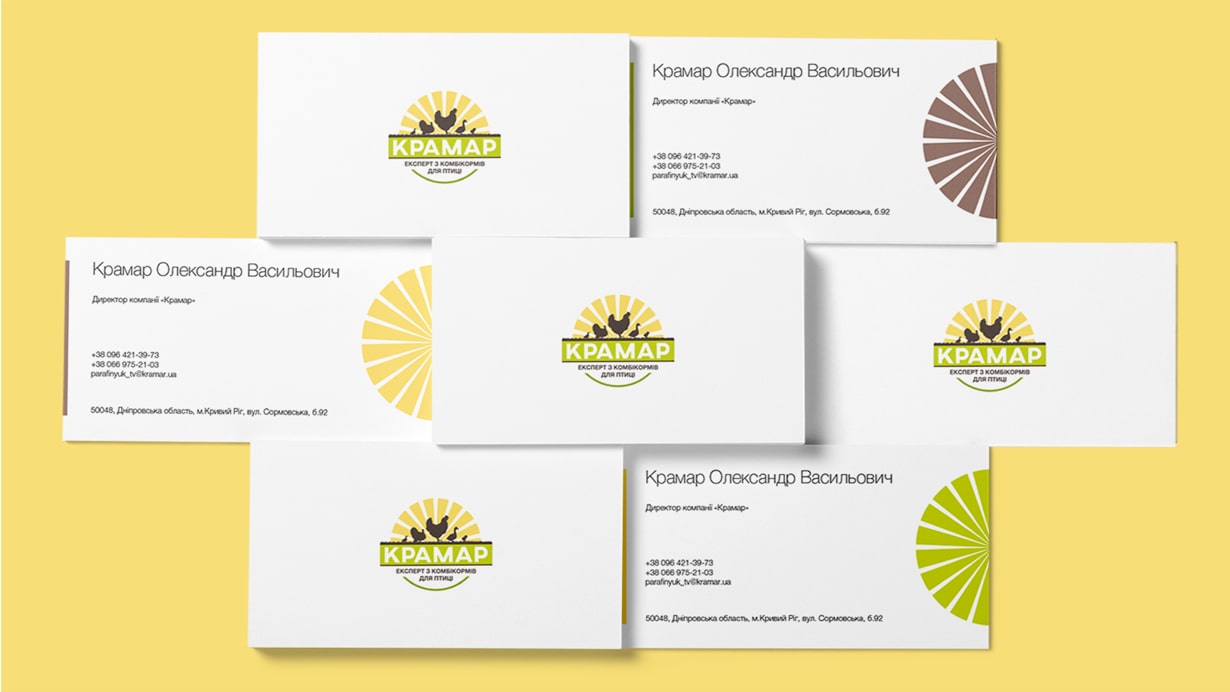 КРАМАР
ЕКСПЕРТ З КОМБІКОРМІВ
ДЛЯ ПТИЦІ
Крамар Олександр Васильович
Директор компанії «Крамар»
+38 096 421-39-73
+38 066 975-21-03
parafinyuk_tv@kramar.ua
50048, Дніпровська область, м.Кривий Ріг, вул. Сормовська, б.92
Крамар Олександр Васильович
Директор компанії «Крамар»
+38 096 421-39-73
+38 066 975-21-03
parafinyuk_tv@kramar.ua
50048, Дніпровська область, м.Кривий Ріг, вул. Сормовська, б.92
КРАМАР
ЕКСПЕРТ З КОМБІКОРМІВ
ДЛЯ ПТИЦІ
КРАМАР
ЕКСПЕРТ З КОМБІКОРМІВ
ДЛЯ ПТИЦІ
КРАМАР
ЕКСПЕРТ З КОМБІКОРМІВ
ДЛЯ ПТИЦІ
Крамар Олександр Васильович
Директор компанії «Крамар»
+38 096 421-39-73
+38 066 975-21-03
parafinyuk_tv@kramar.ua
50048, Дніпровська область, м.Кривий Ріг, вул. Сормовська, б.92